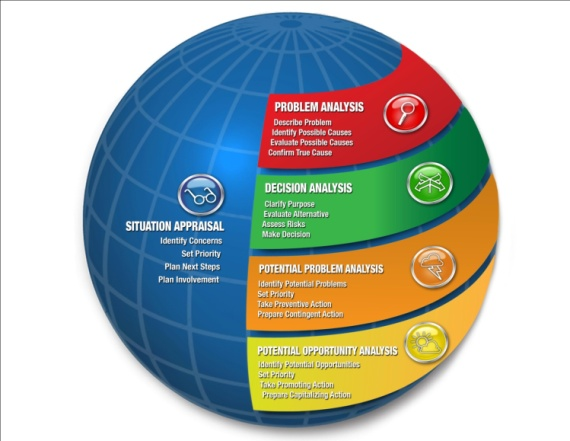 SITUATION APPRAISAL
Identify Concerns
Set Priority
Plan Next Steps
Plan Involvement
PROBLEM ANALYSIS
Describe Problem
Identify Possible Causes
Evaluate Possible Causes
Confirm True Cause
DECISION ANALYSIS
Clarify Purpose
Evaluate Alternative
Assess Risks
Make Decision
POTENTIAL PROBLEM ANALYSIS
Identify Potential Problems
Set Priority
Take Preventive Action
Prepare Contingent Action
POTENTIAL OPPORTUNITY ANALYSIS
Identify Potential Opportunities
Set Priority
Take Promoting Action
Prepare Capitalizing Action